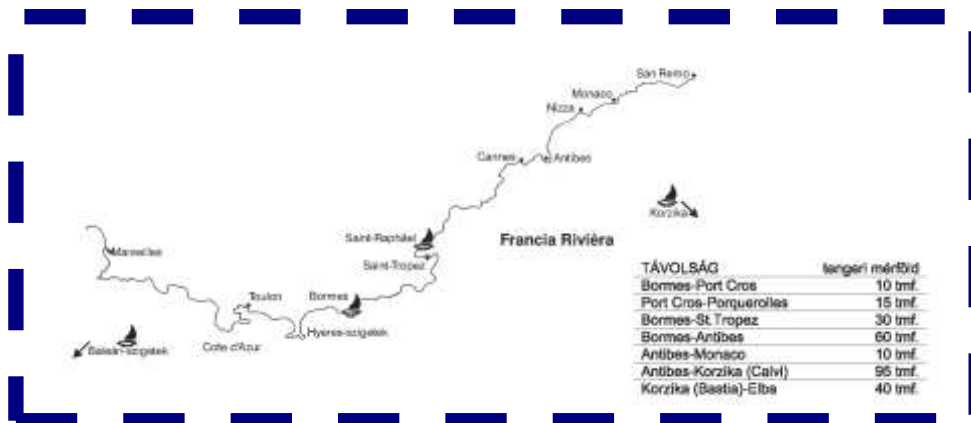 San Remo
Monaco
Nizza
Cannes
Antibes
Korzika
Saint-Raphäel
Francia Rivièra
Marseilles
Saint-Tropez
Toulon
Bormes
Hyeres-szigetek
Cote-d'Azur
Baleár-szigetek
TÁVOLSÁG tengeri mérföld
Bormes-Port Cros 10 tmf.
Port Cros-Porquerolles 15 tmf.
Bormes-St.Tropez 30 tmf.
Bormes-Antibes 60 tmf.
Antibes-Monaco 10 tmf.
Antibes-Korzika (Calvi) 95 tmf.
Korzika (Bastia)-Elba 40 tmf.